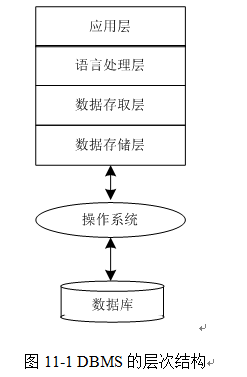 应用层
语言处理层
数据存取层
数据存储层
操作系统
数据库
图 11-1 DBMS 的层次结构